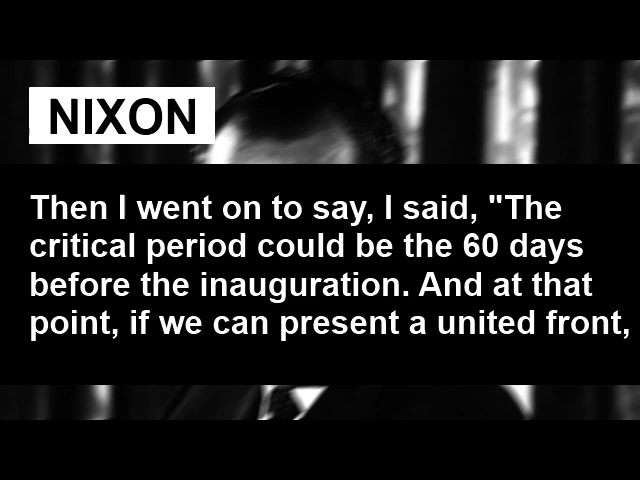 NIXON
Then I went on to say, I said, "The
critical period could be the 60 days
before the inauguration. And at that
point, if we can present a united front,